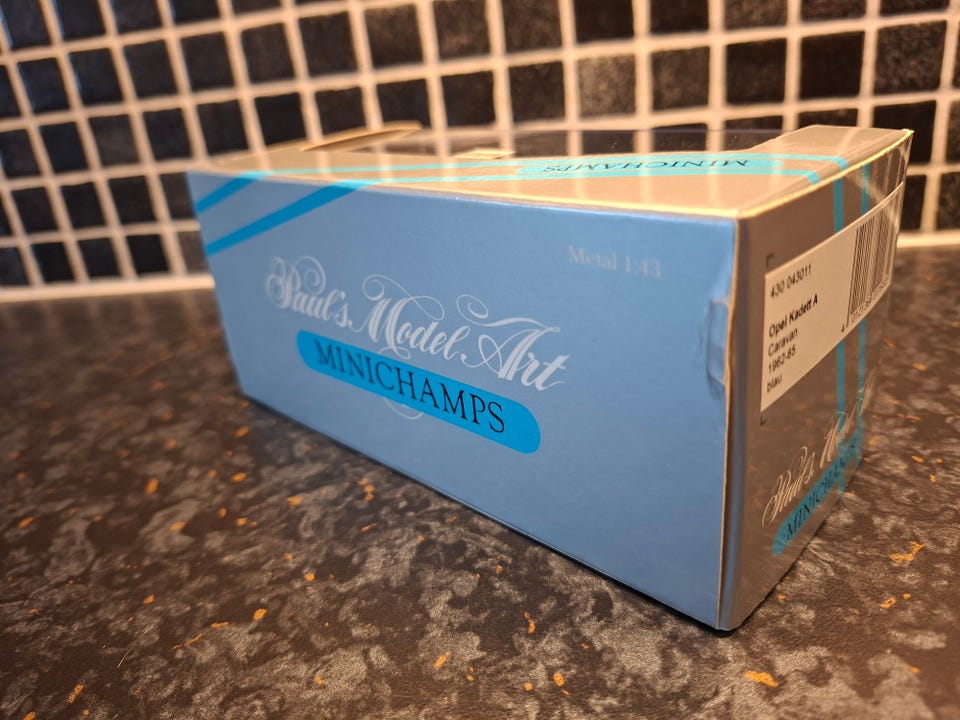 MINICHAMPS
Metal 1:43
Paul's Model Art
MINICHAMPS
430 043011
Opel Kadett A
Caravan
1962-65
blau
Paul's Model Art
MINICHAMPS